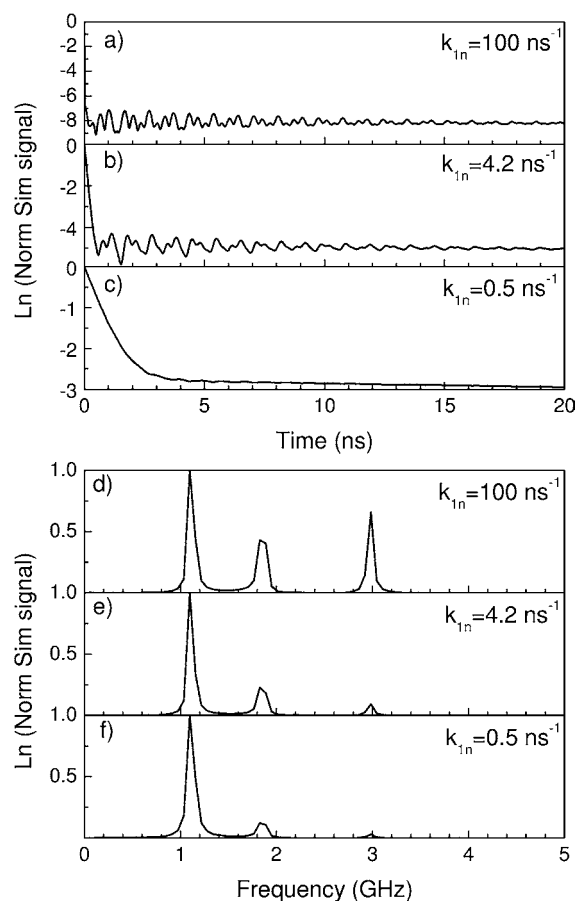 0
a)
k1n=100 ns-1
-2
-4
-6
-8
0
b)
k1n=4.2 ns-1
-2
-4
0
c)
k1n=0.5 ns-1
-1
-2
-3
0 5 10 15 20
Time (ns)
Ln (Norm Sim signal)
1.0
d)
k1n=100 ns-1
0.5
1.0
e)
k1n=4.2 ns-1
0.5
1.0
f)
k1n=0.5 ns-1
0.5
0 1 2 3 4 5
Frequency (GHz)
Ln (Norm Sim signal)